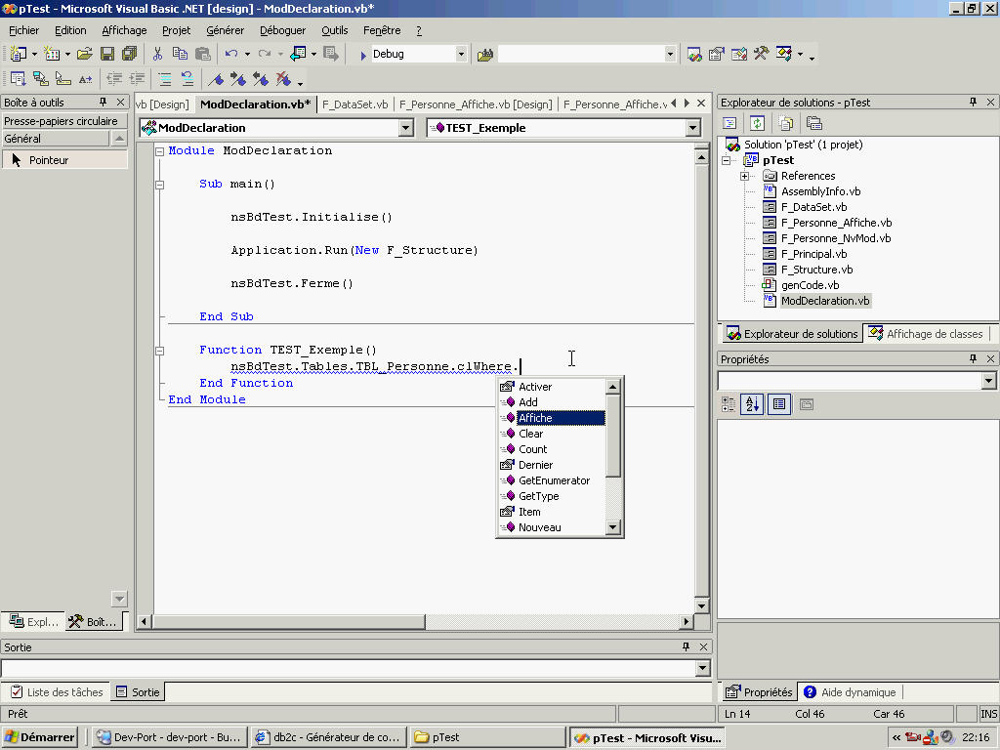 pTest - Microsoft Visual Basic .NET [design] - ModDeclaration.vb*
Fichier Edition Affichage Projet Générer Déboguer Outils Fenêtre ?
Debug
Boîte à outils
Presse-papiers circulaire
Général
Pointeur
vb [Design] ModDeclaration.vb* F_DataSet.vb F_Personne_Affiche.vb [Design] F_Personne_Affiche.v
ModDeclaration TEST_Exemple
Module ModDeclaration
Sub main()
nsBdTest.Initialise()
Application.Run(New F_Structure)
nsBdTest.Ferme()
End Sub
Function TEST_Exemple()
nsBdTest.Tables.TBL_Personne.clWhere.
End Function
End Module
Activer
Add
Affiche
Clear
Count
Dernier
GetEnumerator
GetType
Item
Nouveau
Explorateur de solutions - pTest
Solution 'pTest' (1 projet)
pTest
References
AssemblyInfo.vb
F_DataSet.vb
F_Personne_Affiche.vb
F_Personne_NvMod.vb
F_Principal.vb
F_Structure.vb
genCode.vb
ModDeclaration.vb
Explorateur de solutions Affichage de classes
Propriétés
Expl... Boît...
Sortie
Liste des tâches Sortie
Propriétés Aide dynamique
Prêt Ln 14 Col 46 Car 46 INS
Démarrer Dev-Port - dev-port - Bu... db2c - Générateur de co... pTest pTest - Microsoft Visu... « 22:16